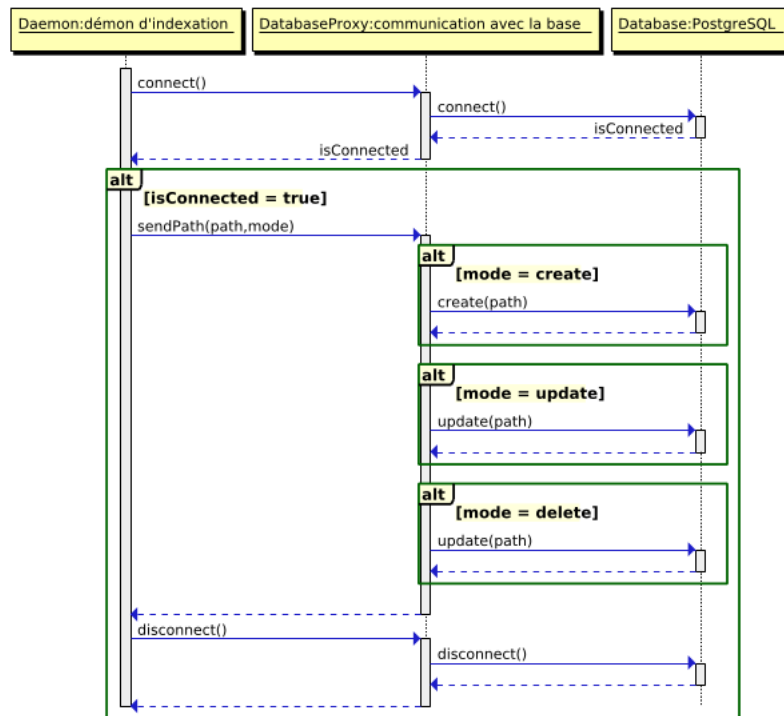 Daemon:démon d'indexation
DatabaseProxy:communication avec la base
Database:PostgreSQL
connect()
connect()
isConnected
isConnected
alt
[isConnected = true]
sendPath(path,mode)
alt
[mode = create]
create(path)
alt
[mode = update]
update(path)
alt
[mode = delete]
update(path)
disconnect()
disconnect()